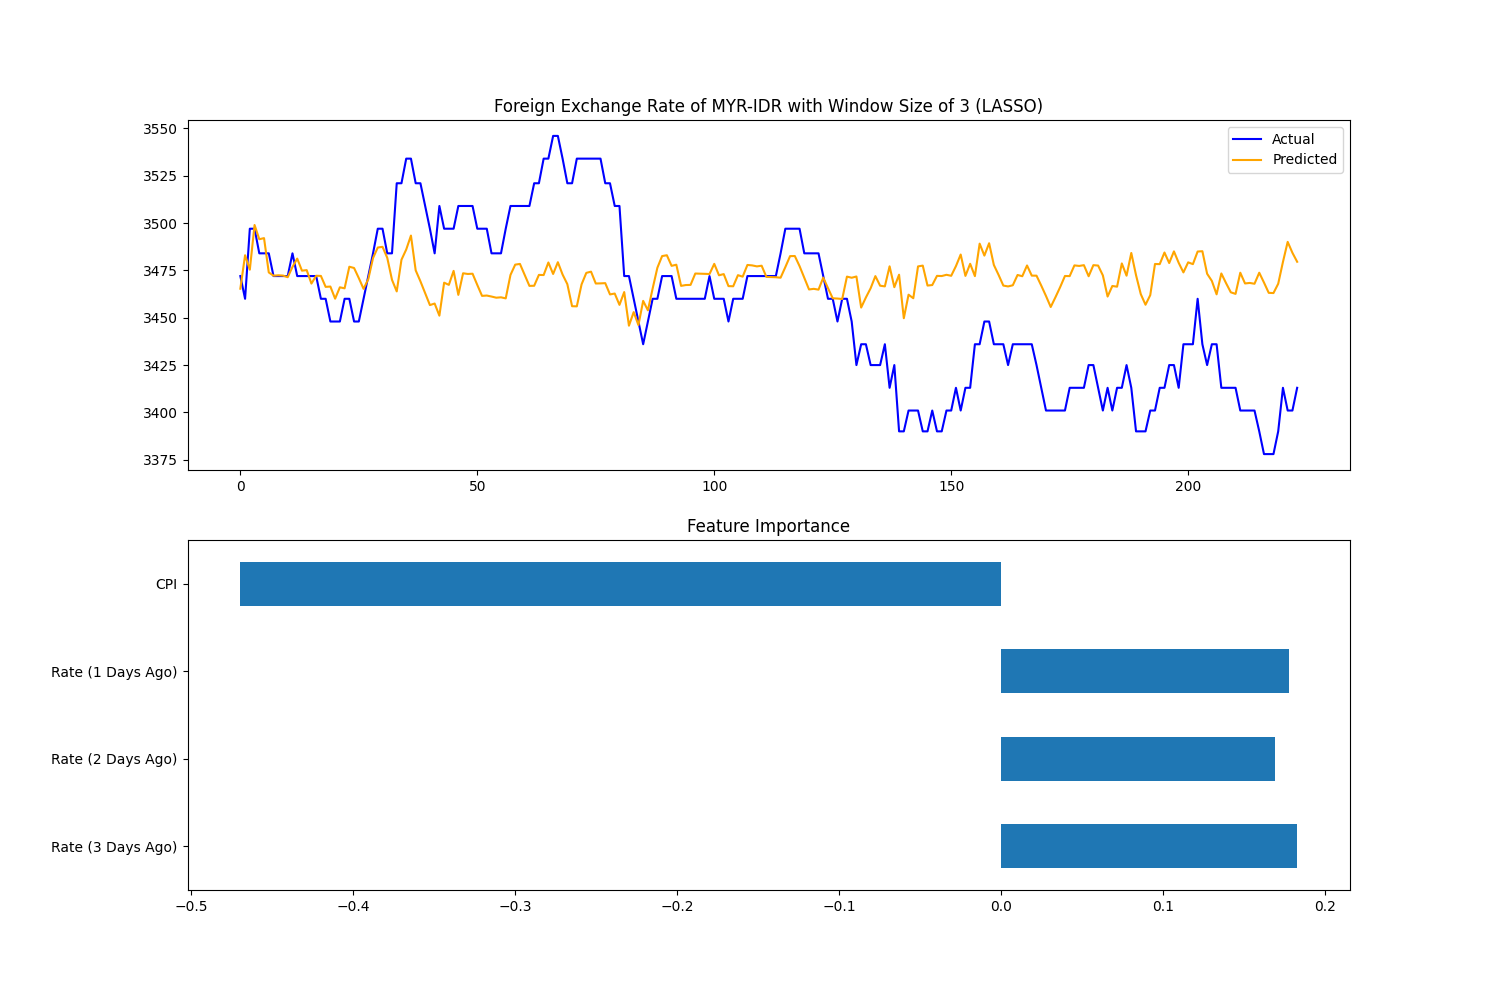 Foreign Exchange Rate of MYR-IDR with Window Size of 3 (LASSO)
Actual
Predicted
3550
3525
3500
3475
3450
3425
3400
3375
0 50 100 150 200
Feature Importance
CPI
Rate (1 Days Ago)
Rate (2 Days Ago)
Rate (3 Days Ago)
−0.5 −0.4 −0.3 −0.2 −0.1 0.0 0.1 0.2